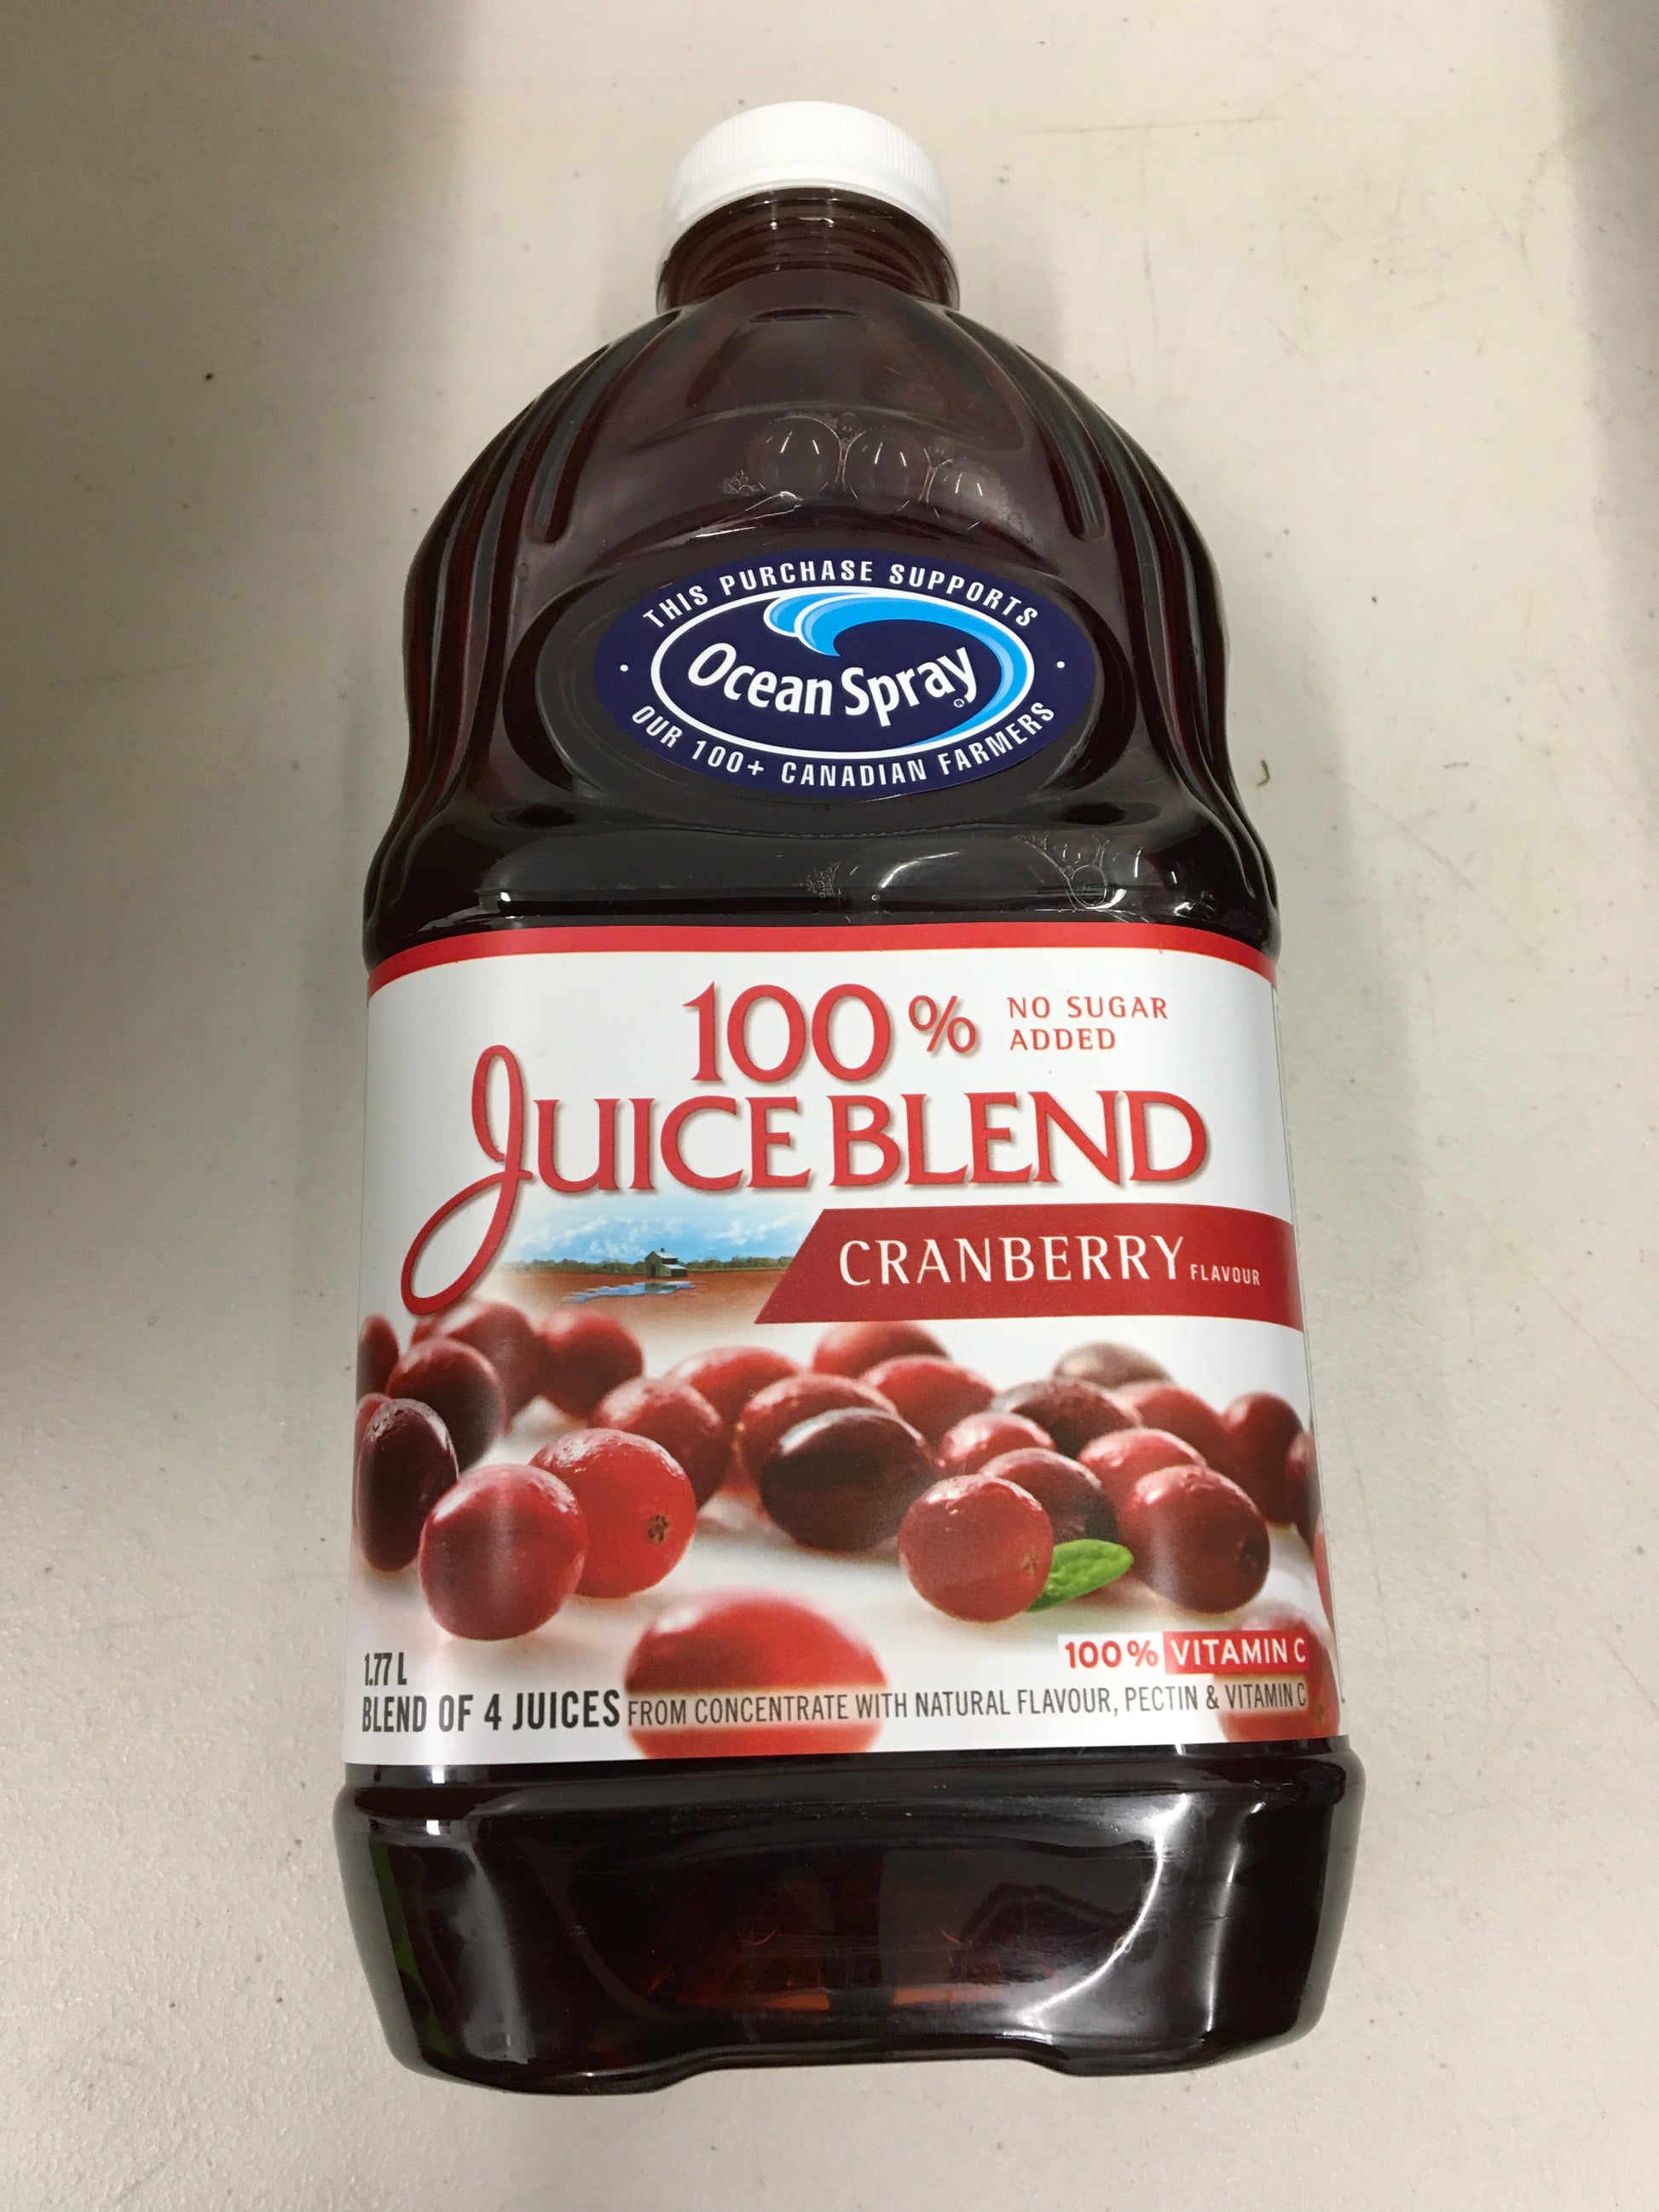 THIS PURCHASE SUPPORTS
Ocean Spray®
• OUR 100+ CANADIAN FARMERS •
100% NO SUGAR
ADDED
JUICE BLEND
CRANBERRY FLAVOUR
100% VITAMIN C
1.77 L
BLEND OF 4 JUICES FROM CONCENTRATE WITH NATURAL FLAVOUR, PECTIN & VITAMIN C